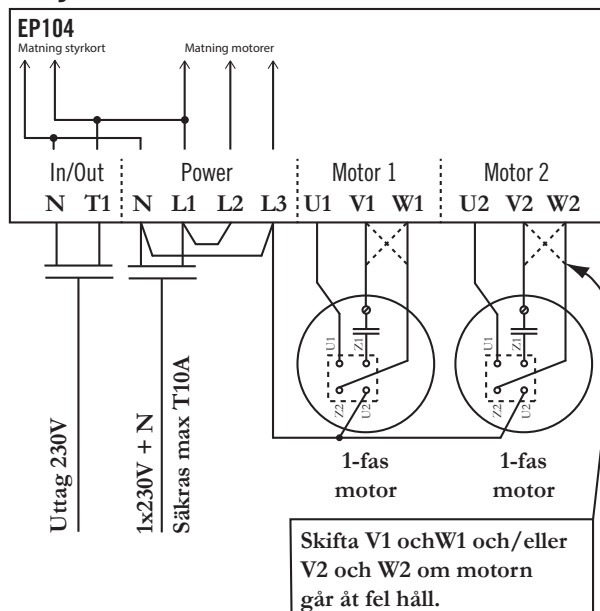 EP104
Matning styrkort
Matning motorer
In/Out
Power
Motor 1
Motor 2
N T1 N L1 L2 L3 U1 V1 W1 U2 V2 W2
U1 Z1
Z2 U2
U1 Z1
Z2 U2
Uttag 230V
1x230V + N
Säkras max T10A
1-fas
motor
1-fas
motor
Skifta V1 ochW1 och/eller
V2 och W2 om motorn
går åt fel håll.